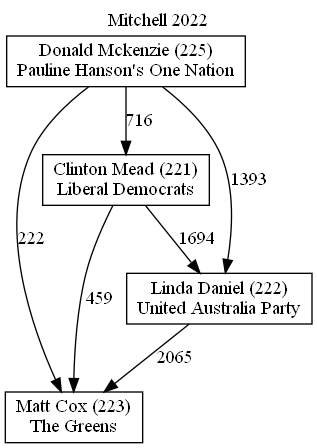 Mitchell 2022
Donald Mckenzie (225)
Pauline Hanson's One Nation
716
Clinton Mead (221)
Liberal Democrats
1393
222
1694
459
Linda Daniel (222)
United Australia Party
2065
Matt Cox (223)
The Greens